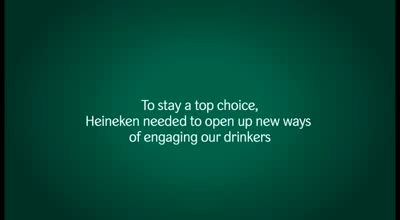 To stay a top choice,
Heineken needed to open up new ways
of engaging our drinkers